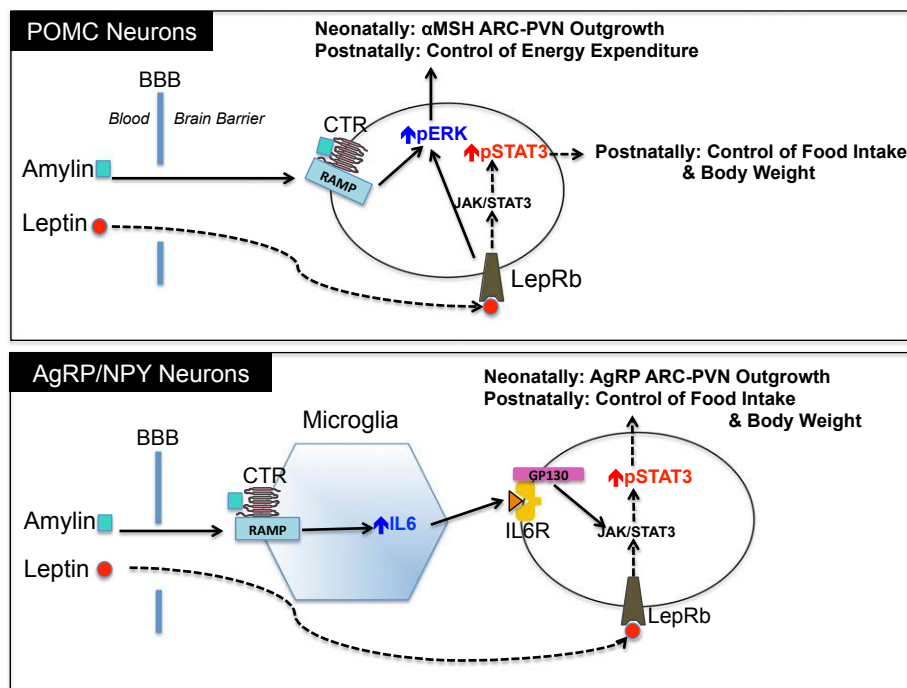 POMC Neurons
Neonatally: αMSH ARC-PVN Outgrowth
Postnatally: Control of Energy Expenditure
BBB
Blood Brain Barrier
CTR
RAMP
pERK
pSTAT3
Postnatally: Control of Food Intake
& Body Weight
Amylin
JAK/STAT3
Leptin
LepRb
AgRP/NPY Neurons
Neonatally: AgRP ARC-PVN Outgrowth
Postnatally: Control of Food Intake
& Body Weight
Microglia
BBB
CTR
GP130
pSTAT3
Amylin
RAMP
IL6
IL6R
JAK/STAT3
Leptin
LepRb